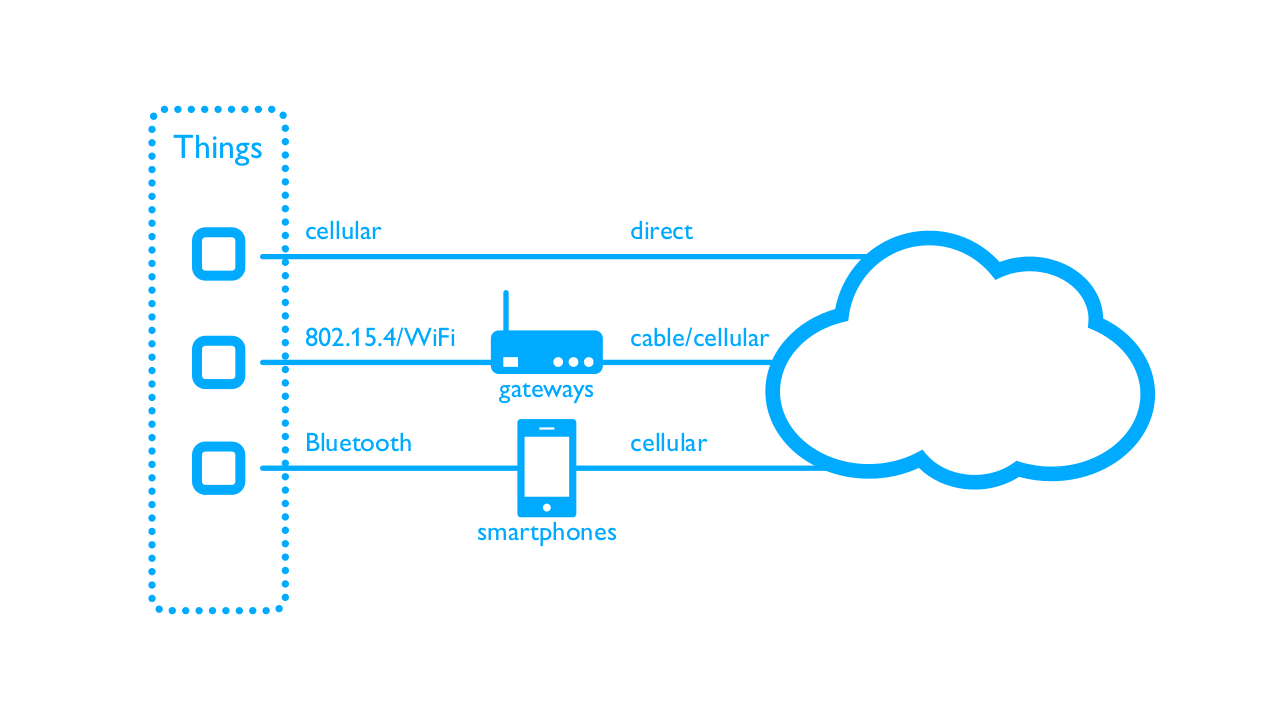 Things
cellular
direct
802.15.4/WiFi
cable/cellular
gateways
Bluetooth
cellular
smartphones